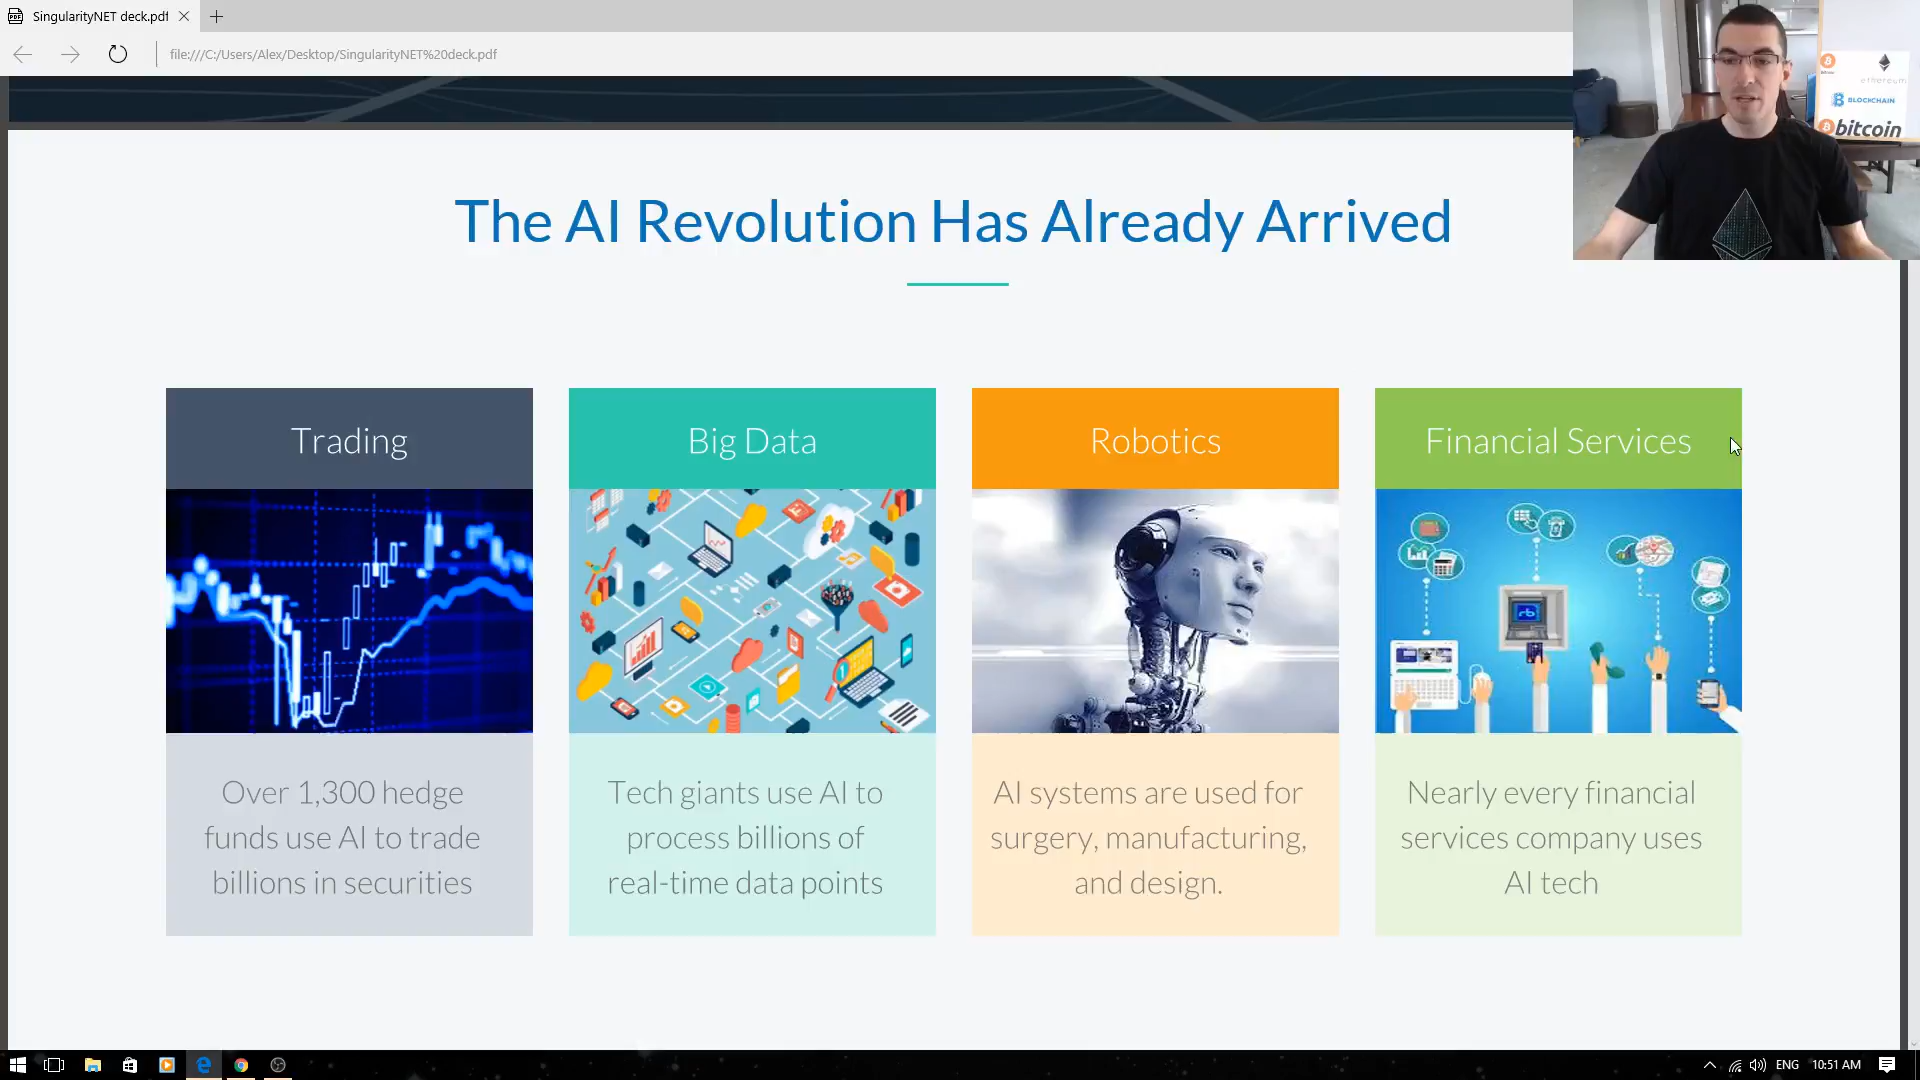 SingularityNET deck.pdf
file:///C:/Users/Alex/Desktop/SingularityNET%20deck.pdf
ethereum
BLOCKCHAIN
bitcoin
The AI Revolution Has Already Arrived
Trading
Big Data
Robotics
Financial Services
Over 1,300 hedge
funds use AI to trade
billions in securities
Tech giants use AI to
process billions of
real-time data points
AI systems are used for
surgery, manufacturing,
and design.
Nearly every financial
services company uses
AI tech
ENG
10:51 AM